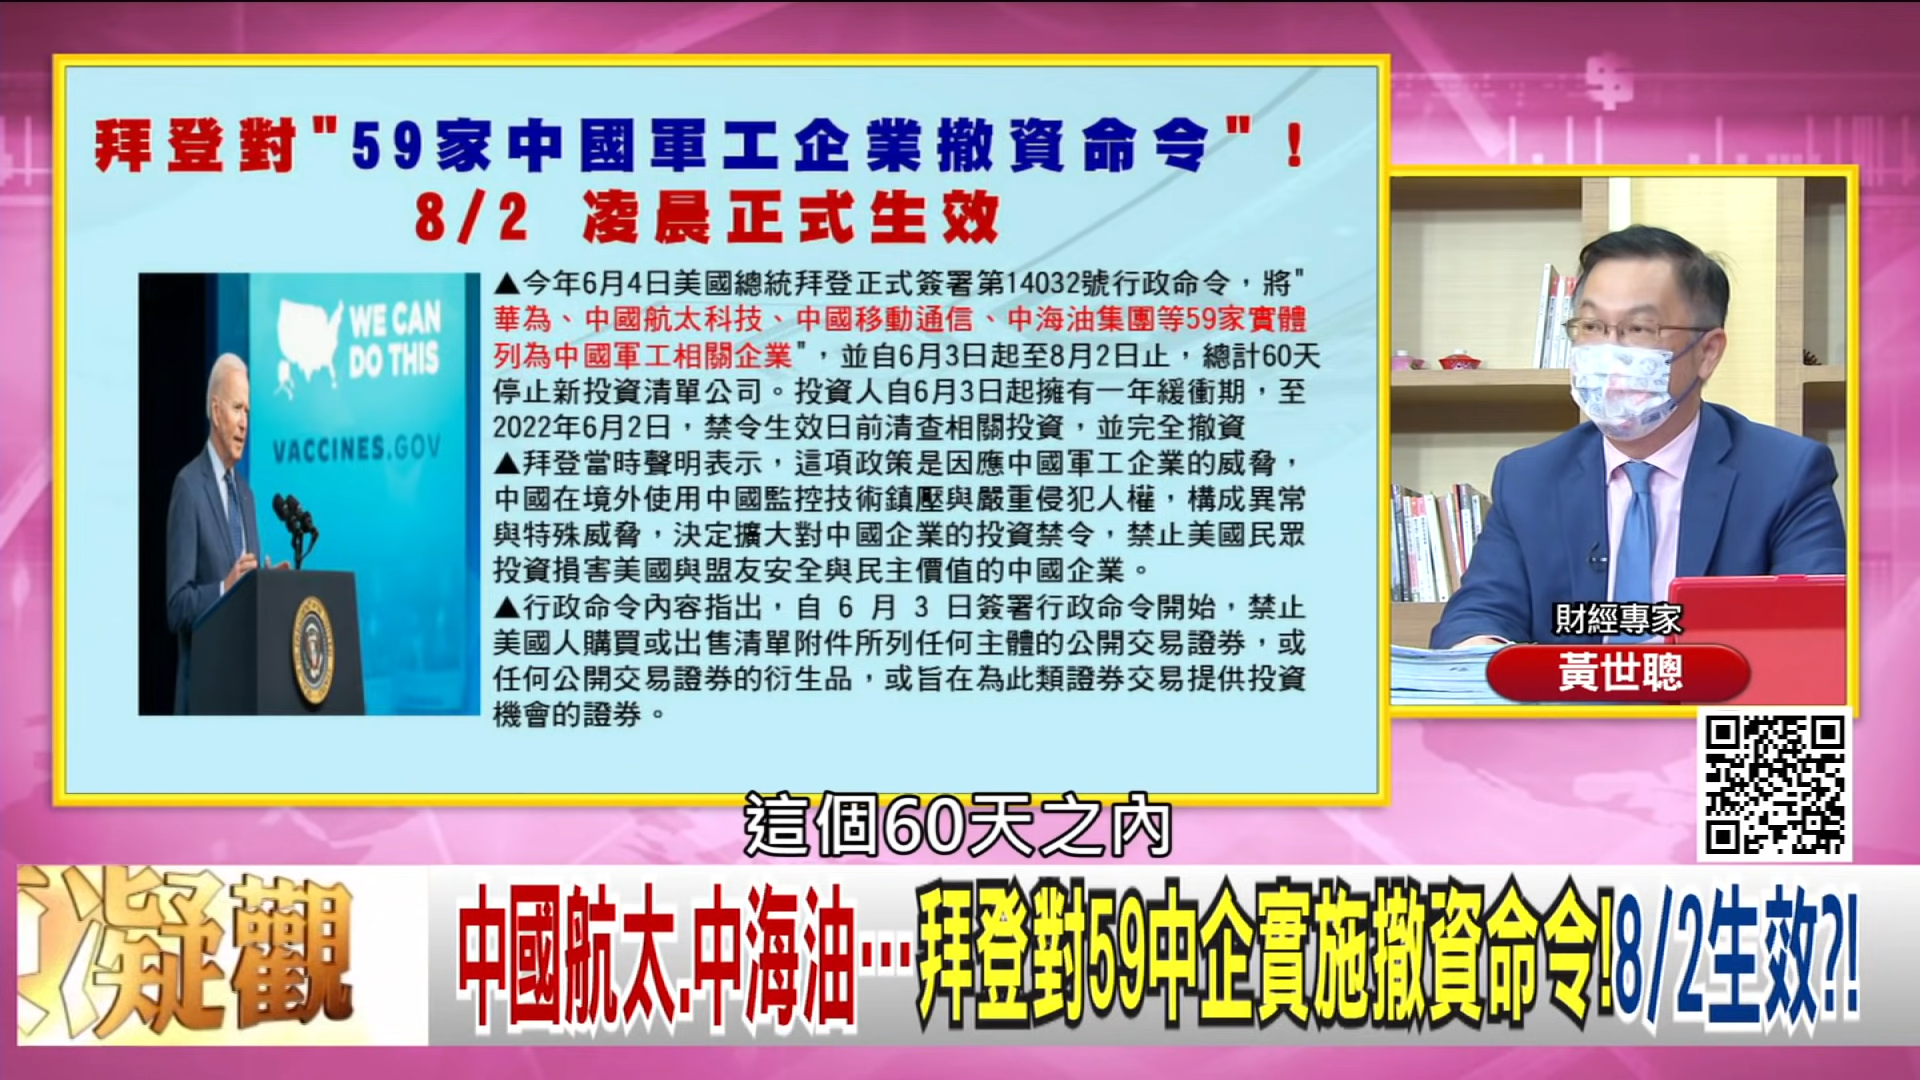 拜登對"59家中國軍工企業撤資命令"！
8/2 凌晨正式生效
▲今年6月4日美國總統拜登正式簽署第14032號行政命令，將"
華為、中國航太科技、中國移動通信、中海油集團等59家實體
列為中國軍工相關企業"，並自6月3日起至8月2日止，總計60天
停止新投資清單公司。投資人自6月3日起擁有一年緩衝期，至
2022年6月2日，禁令生效日前清查相關投資，並完全撤資
▲拜登當時聲明表示，這項政策是因應中國軍工企業的威脅，
中國在境外使用中國監控技術鎮壓與嚴重侵犯人權，構成異常
與特殊威脅，決定擴大對中國企業的投資禁令，禁止美國民眾
投資損害美國與盟友安全與民主價值的中國企業。
▲行政命令內容指出，自 6 月 3 日簽署行政命令開始，禁止
美國人購買或出售清單附件所列任何主體的公開交易證券，或
任何公開交易證券的衍生品，或旨在為此類證券交易提供投資
機會的證券。
WE CAN
DO THIS
VACCINES.GOV
財經專家
黃世聰
這個60天之內
凝觀
中國航太.中海油…拜登對59中企實施撤資命令!8/2生效?!